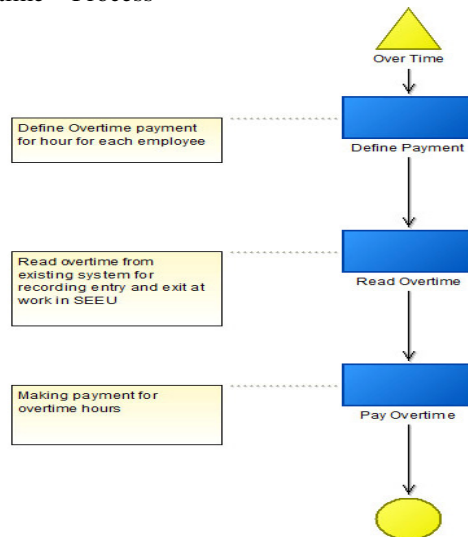 Process
Over Time
Define Overtime payment
for hour for each employee
Define Payment
Read overtime from
existing system for
recording entry and exit at
work in SEEU
Read Overtime
Making payment for
overtime hours
Pay Overtime